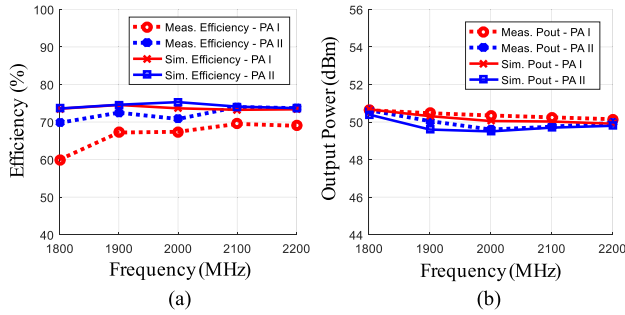 100
90
80
70
60
50
40
Efficiency (%)
Meas. Efficiency - PA I
Meas. Efficiency - PA II
Sim. Efficiency - PA I
Sim. Efficiency - PA II
1800 1900 2000 2100 2200
Frequency (MHz)
(a)
56
54
52
50
48
46
44
Output Power (dBm)
Meas. Pout - PA I
Meas. Pout - PA II
Sim. Pout - PA I
Sim. Pout - PA II
1800 1900 2000 2100 2200
Frequency (MHz)
(b)